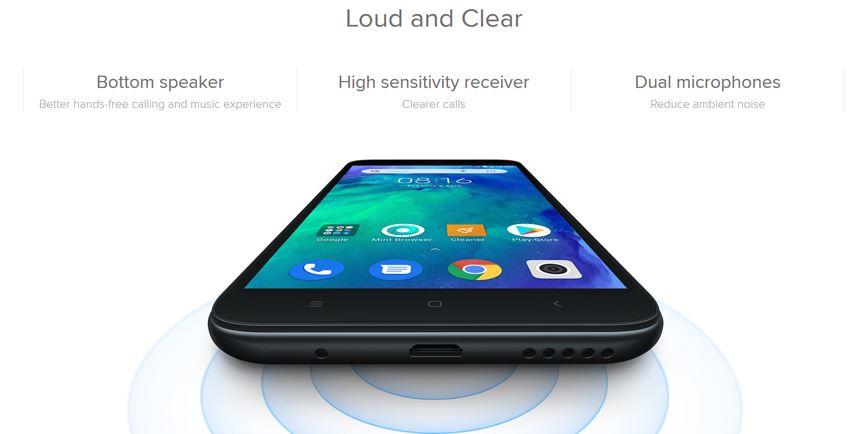 Loud and Clear
Bottom speaker
High sensitivity receiver
Dual microphones
Better hands-free calling and music experience
Clearer calls
Reduce ambient noise
08:16
Google
Mint Browser
Cleaner
Play Store